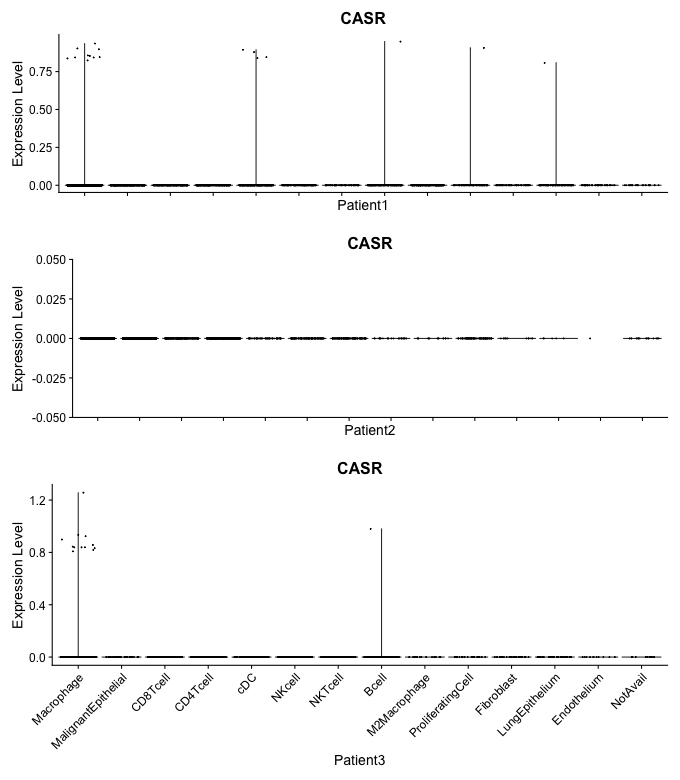 CASR
Expression Level
0.75
0.50
0.25
0.00
Patient1
CASR
Expression Level
0.050
0.025
0.000
-0.025
-0.050
Patient2
CASR
Expression Level
1.2
0.8
0.4
0.0
Macrophage
MalignantEpithelial
CD8Tcell
CD4Tcell
cDC
NKcell
NKTcell
Bcell
M2Macrophage
ProliferatingCell
Fibroblast
LungEpithelium
Endothelium
NotAvail
Patient3